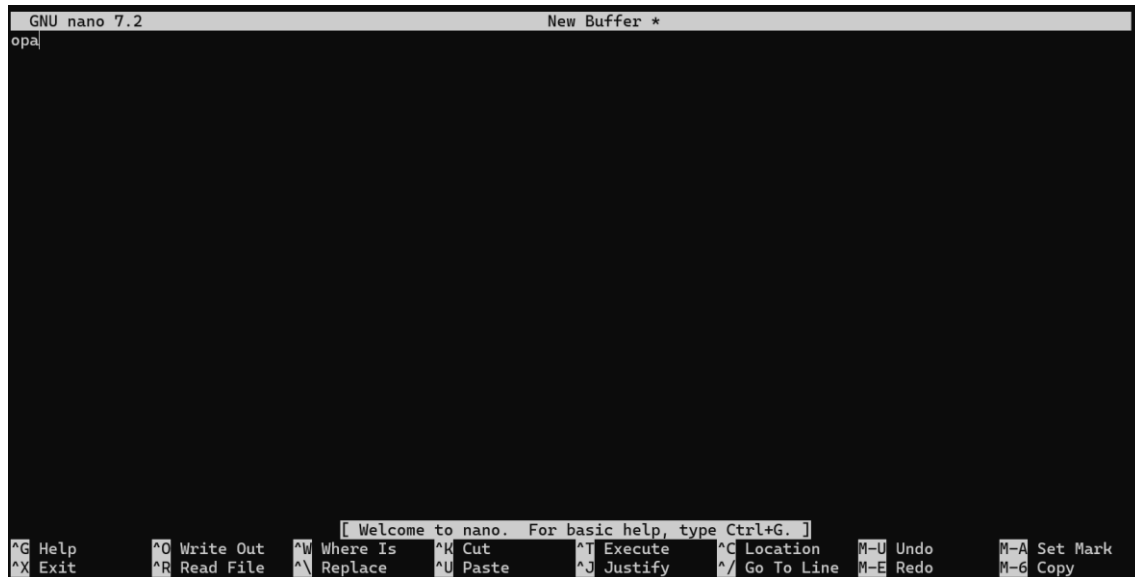 GNU nano 7.2 New Buffer *
opa
[ Welcome to nano. For basic help, type Ctrl+G. ]
^G Help ^O Write Out ^W Where Is ^K Cut ^T Execute ^C Location M-U Undo M-A Set Mark
^X Exit ^R Read File ^\ Replace ^U Paste ^J Justify ^/ Go To Line M-E Redo M-6 Copy